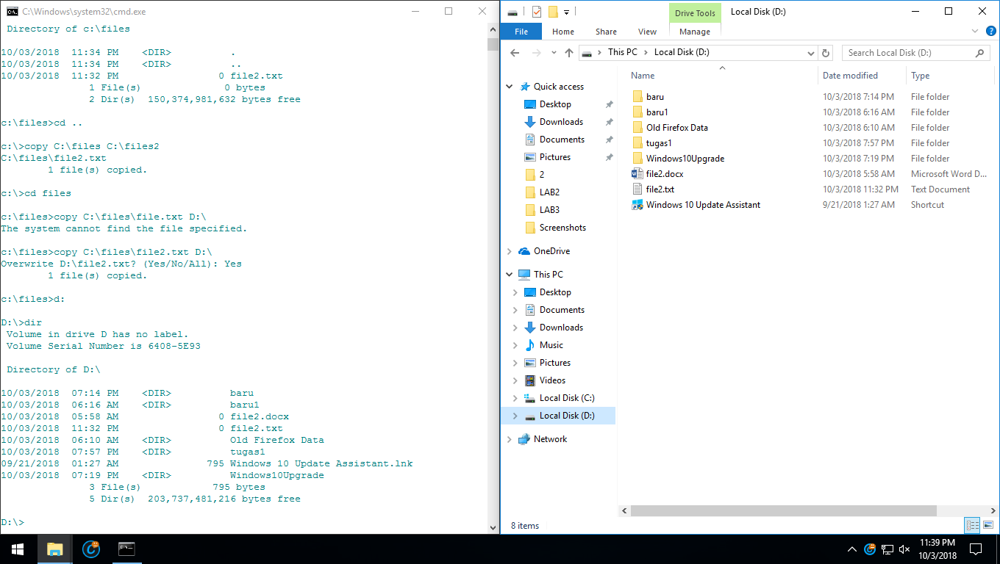 C:\Windows\system32\cmd.exe
 Directory of c:\files
10/03/2018  11:34 PM    <DIR>          .
10/03/2018  11:34 PM    <DIR>          ..
10/03/2018  11:32 PM                 0 file2.txt
               1 File(s)              0 bytes
               2 Dir(s)  150,374,981,632 bytes free
c:\files>cd ..
c:\>copy C:\files C:\files2
C:\files\file2.txt
        1 file(s) copied.
c:\>cd files
c:\files>copy C:\files\file.txt D:\
The system cannot find the file specified.
c:\files>copy C:\files\file2.txt D:\
Overwrite D:\file2.txt? (Yes/No/All): Yes
        1 file(s) copied.
c:\files>d:
D:\>dir
 Volume in drive D has no label.
 Volume Serial Number is 6408-5E93
 Directory of D:\
10/03/2018  07:14 PM    <DIR>          baru
10/03/2018  06:16 AM    <DIR>          baru1
10/03/2018  05:58 AM                 0 file2.docx
10/03/2018  11:32 PM                 0 file2.txt
10/03/2018  06:10 AM    <DIR>          Old Firefox Data
10/03/2018  07:57 PM    <DIR>          tugas1
09/21/2018  01:27 AM               795 Windows 10 Update Assistant.lnk
10/03/2018  07:19 PM    <DIR>          Windows10Upgrade
               3 File(s)            795 bytes
               5 Dir(s)  203,737,481,216 bytes free
D:\>
Drive Tools Local Disk (D:)
File Home Share View Manager
This PC Local Disk (D:) Search Local Disk (D:)
Quick access
Desktop
Downloads
Documents
Pictures
2
LAB2
LAB3
Screenshots
OneDrive
This PC
Desktop
Documents
Downloads
Music
Pictures
Videos
Local Disk (C:)
Local Disk (D:)
Network
Name Date modified Type
baru 10/3/2018 7:14 PM File folder
baru1 10/3/2018 6:16 AM File folder
Old Firefox Data 10/3/2018 6:10 AM File folder
tugas1 10/3/2018 7:57 PM File folder
Windows10Upgrade 10/3/2018 7:19 PM File folder
file2.docx 10/3/2018 5:58 AM Microsoft Word D...
file2.txt 10/3/2018 11:32 PM Text Document
Windows 10 Update Assistant 9/21/2018 1:27 AM Shortcut
8 items
11:39 PM
10/3/2018